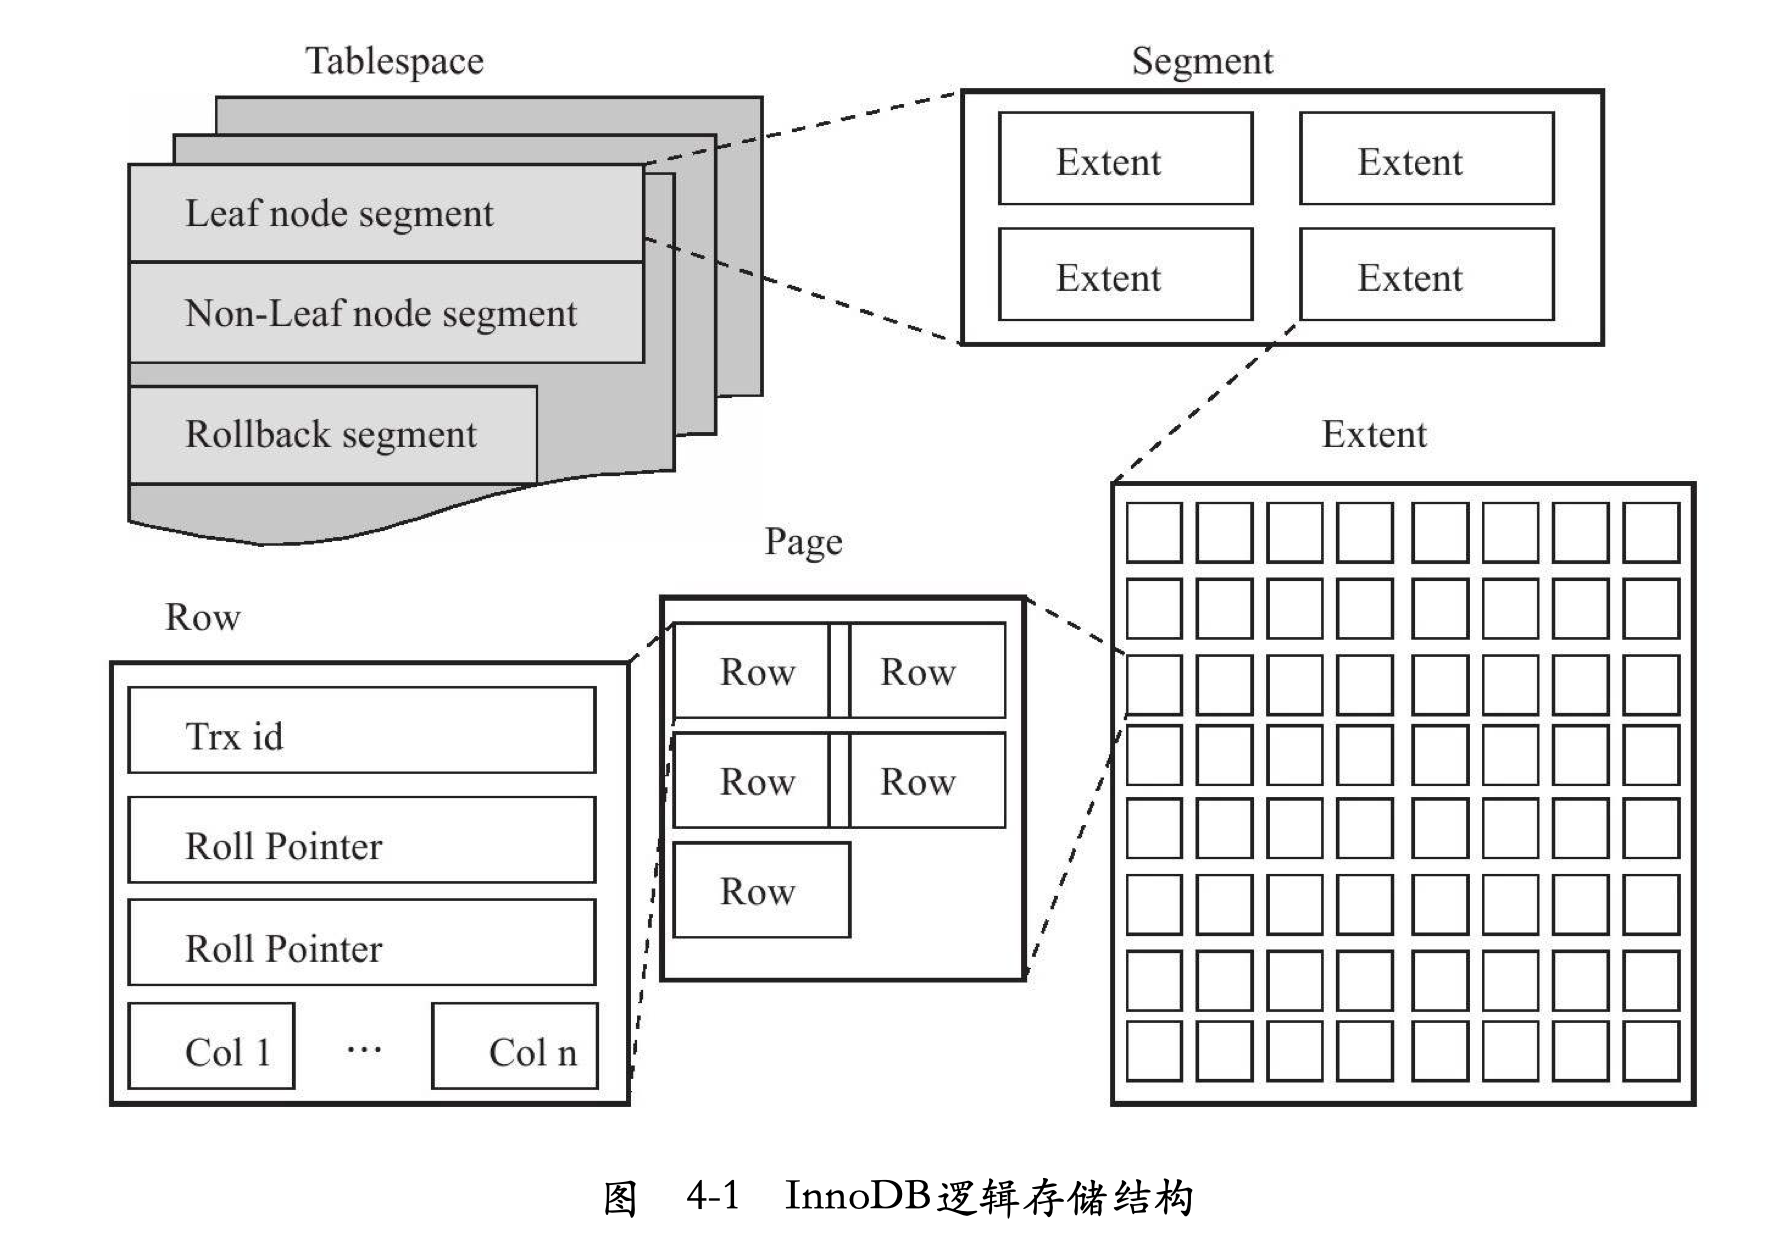 Tablespace
Leaf node segment
Non-Leaf node segment
Rollback segment
Segment
Extent Extent
Extent Extent
Extent
Page
Row Row
Row Row
Row
Row
Trx id
Roll Pointer
Roll Pointer
Col 1 … Col n
图 4-1 InnoDB逻辑存储结构